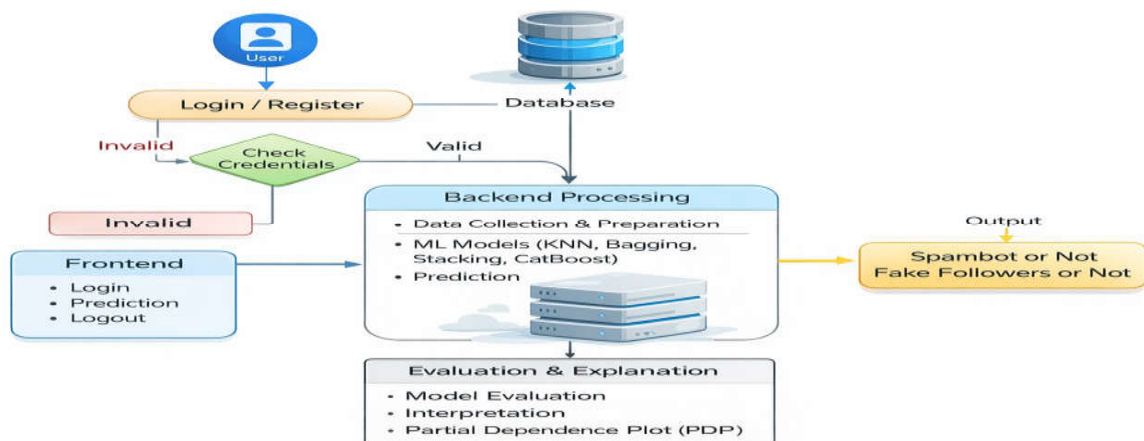 User
Login / Register
Database
Invalid
Check
Credentials
Valid
Invalid
Backend Processing
• Data Collection & Preparation
• ML Models (KNN, Bagging,
Stacking, CatBoost)
• Prediction
Frontend
• Login
• Prediction
• Logout
Output
Spambot or Not
Fake Followers or Not
Evaluation & Explanation
• Model Evaluation
• Interpretation
• Partial Dependence Plot (PDP)